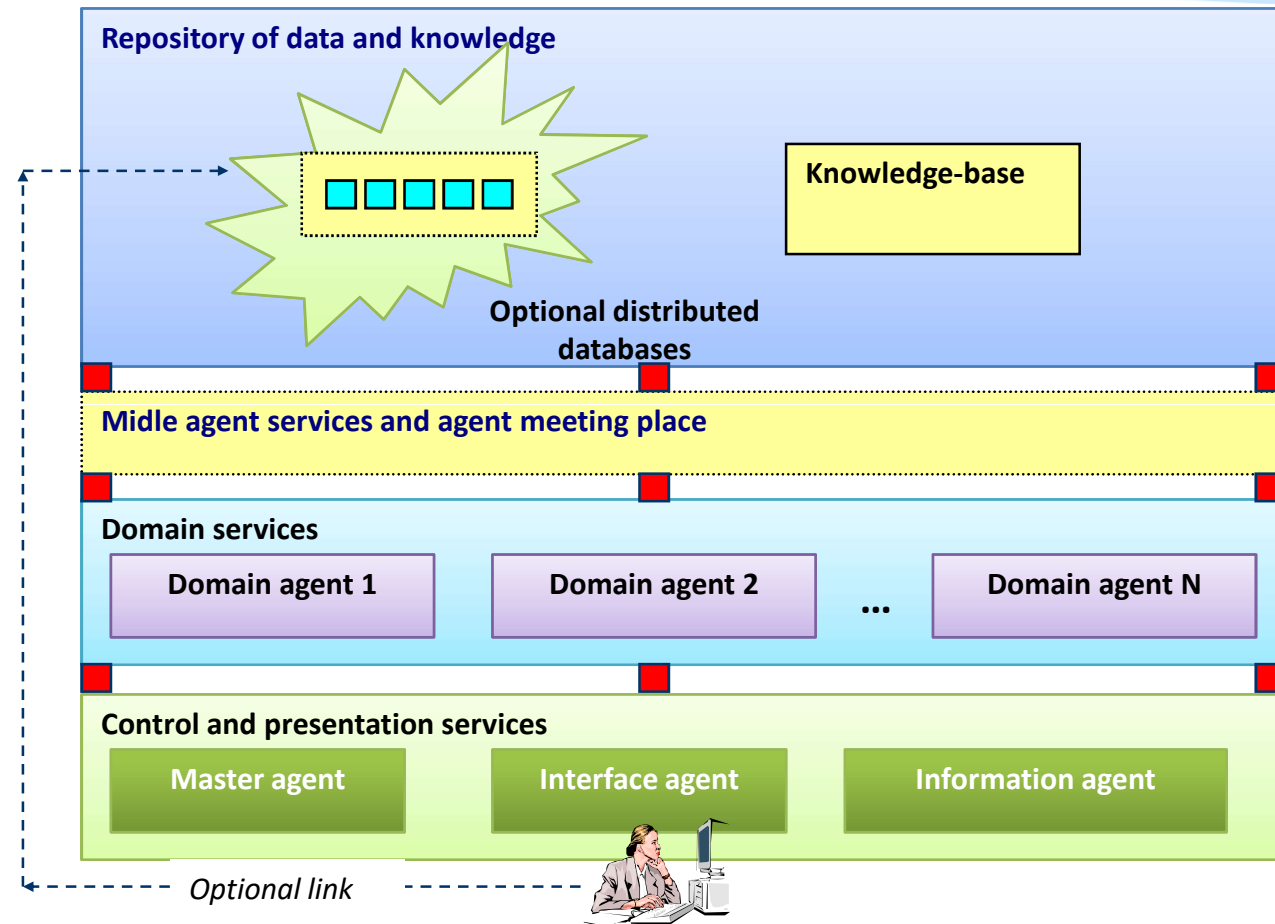 Repository of data and knowledge
Knowledge-base
Optional distributed
databases
Midle agent services and agent meeting place
Domain services
Domain agent 1
Domain agent 2
...
Domain agent N
Control and presentation services
Master agent
Interface agent
Information agent
Optional link